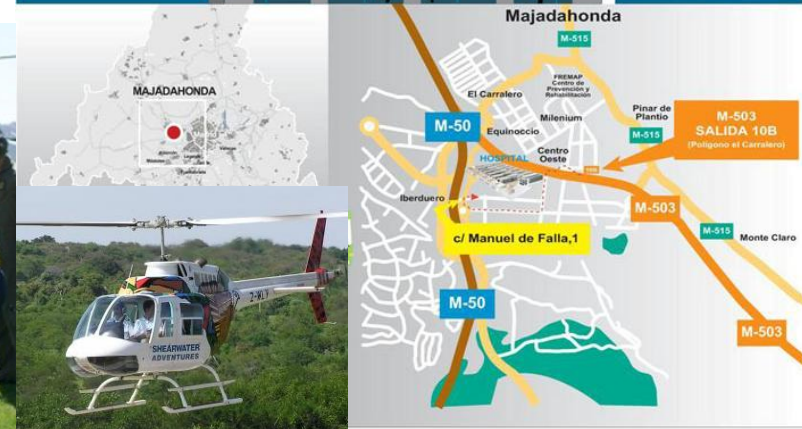 MAJADAHONDA
SHEARWATER
ADVENTURES
Majadahonda
M-515
FREMAP
Centro de
Prevención y
Rehabilitación
El Carralero
Milenium
Pinar de
Plantio
M-50
Equinoccio
M-515
M-503
SALIDA 10B
(Polígono el Carralero)
HOSPITAL
Centro
Oeste
Iberduero
M-503
c/ Manuel de Falla,1
M-515
Monte Claro
M-50
M-503